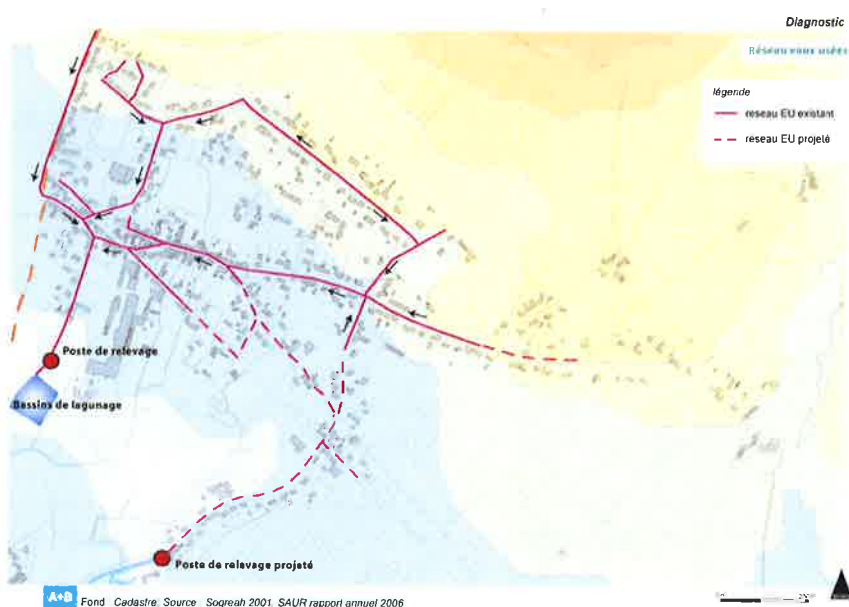 Diagnostic
Réseau eaux usées
légende
reseau EU existant
reseau EU projeté
Poste de relevage
Bassins de lagunage
Poste de relevage projeté
A+B Fond Cadastre, Source : Sogreah 2001, SAUR rapport annuel 2006